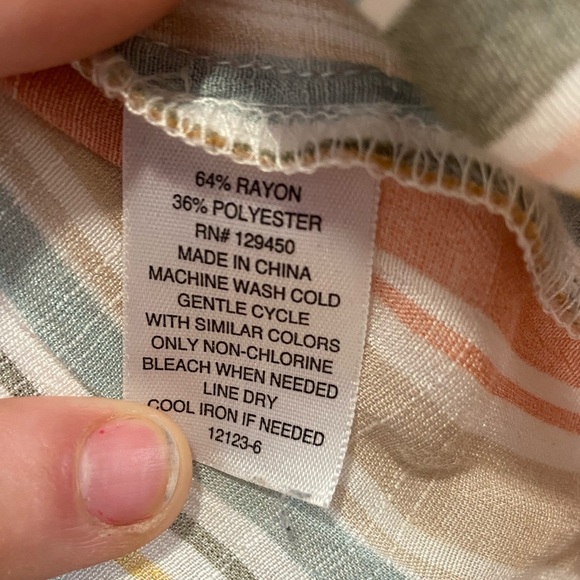 64% RAYON
36% POLYESTER
RN# 129450
MADE IN CHINA
MACHINE WASH COLD
GENTLE CYCLE
WITH SIMILAR COLORS
ONLY NON-CHLORINE
BLEACH WHEN NEEDED
LINE DRY
COOL IRON IF NEEDED
12123-6